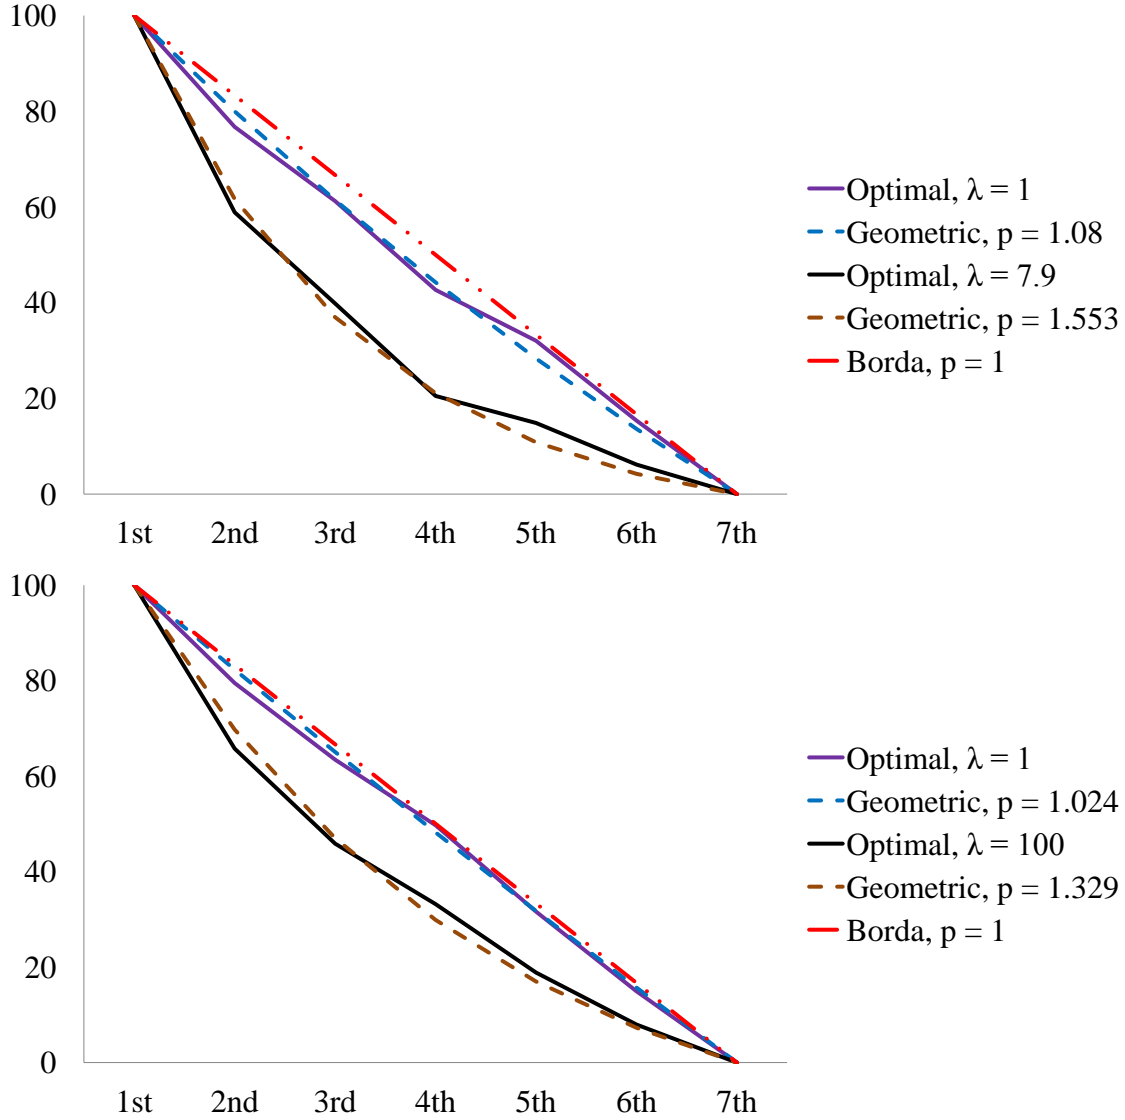 100
80
60
40
20
0
1st 2nd 3rd 4th 5th 6th 7th
Optimal, λ = 1
Geometric, p = 1.08
Optimal, λ = 7.9
Geometric, p = 1.553
Borda, p = 1
100
80
60
40
20
0
1st 2nd 3rd 4th 5th 6th 7th
Optimal, λ = 1
Geometric, p = 1.024
Optimal, λ = 100
Geometric, p = 1.329
Borda, p = 1